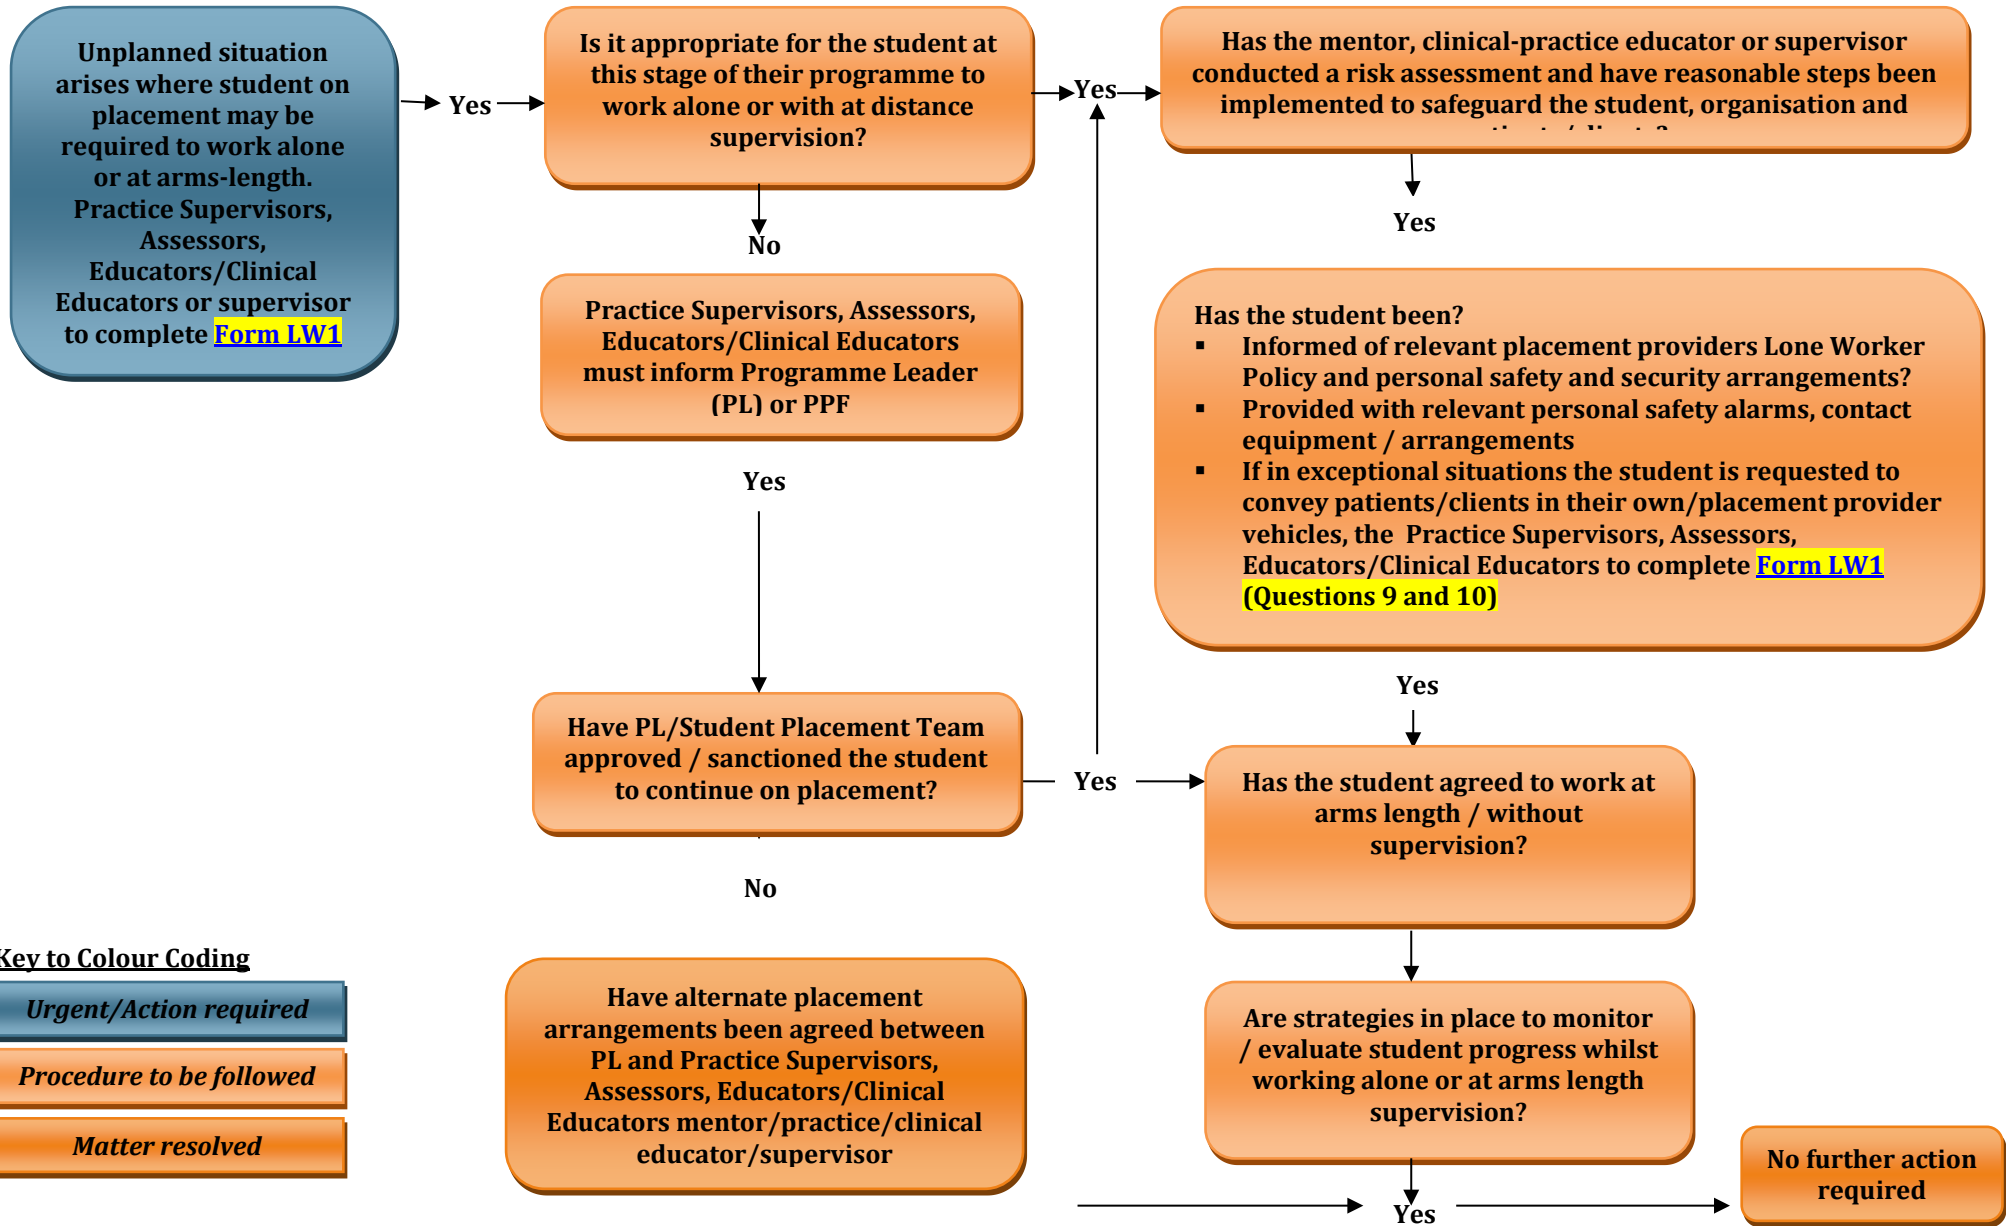 Unplanned situation
arises where student on
placement may be
required to work alone
or at arms-length.
Practice Supervisors,
Assessors,
Educators/Clinical
Educators or supervisor
to complete Form LW1
Yes
Is it appropriate for the student at
this stage of their programme to
work alone or with at distance
supervision?
Yes
Has the mentor, clinical-practice educator or supervisor
conducted a risk assessment and have reasonable steps been
implemented to safeguard the student, organisation and
No
Yes
Practice Supervisors, Assessors,
Educators/Clinical Educators
must inform Programme Leader
(PL) or PPF
Has the student been?
▪ Informed of relevant placement providers Lone Worker
Policy and personal safety and security arrangements?
▪ Provided with relevant personal safety alarms, contact
equipment / arrangements
▪ If in exceptional situations the student is requested to
convey patients/clients in their own/placement provider
vehicles, the Practice Supervisors, Assessors,
Educators/Clinical Educators to complete Form LW1
(Questions 9 and 10)
Yes
Yes
Have PL/Student Placement Team
approved / sanctioned the student
to continue on placement?
Yes
Has the student agreed to work at
arms length / without
supervision?
No
Key to Colour Coding
Urgent/Action required
Procedure to be followed
Matter resolved
Have alternate placement
arrangements been agreed between
PL and Practice Supervisors,
Assessors, Educators/Clinical
Educators mentor/practice/clinical
educator/supervisor
Are strategies in place to monitor
/ evaluate student progress whilst
working alone or at arms length
supervision?
Yes
No further action
required